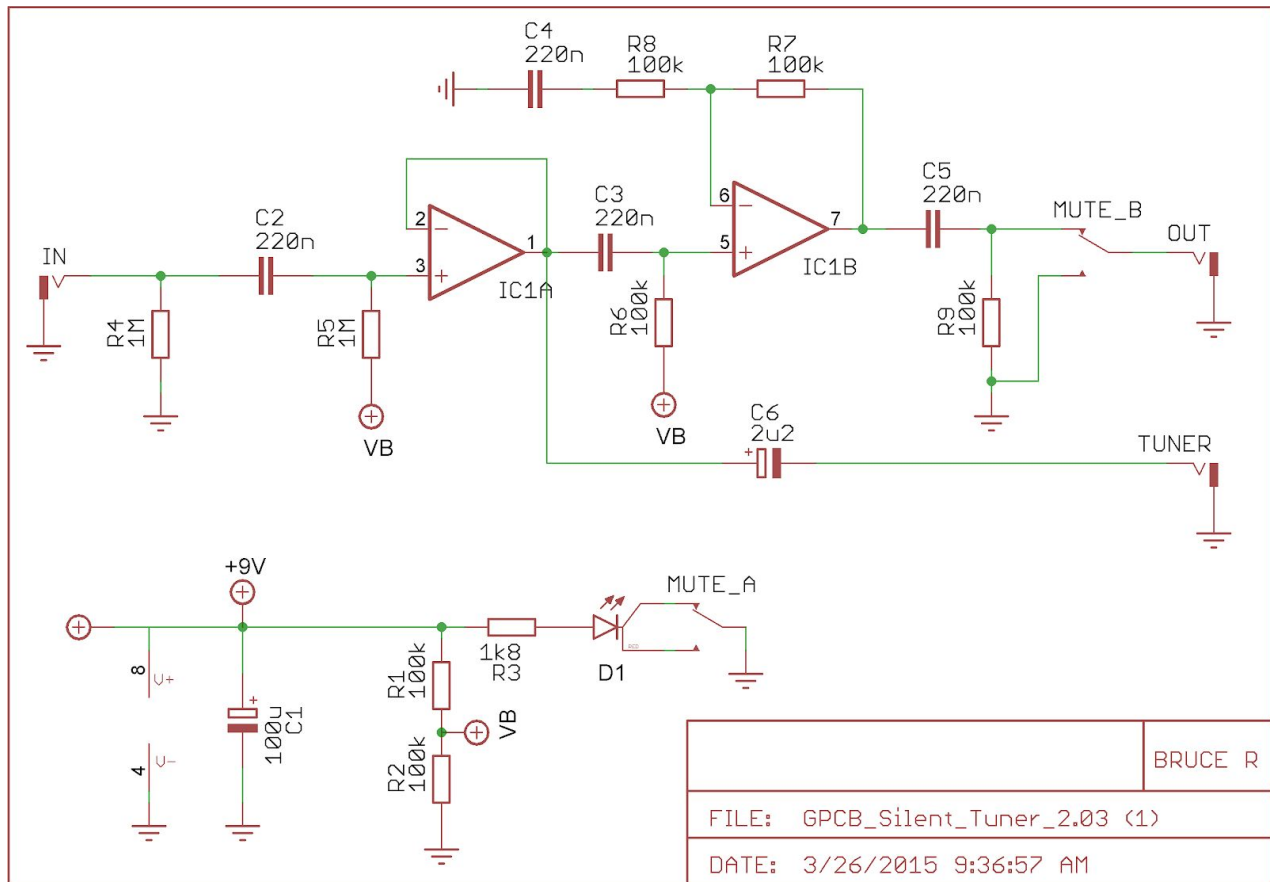 C4
220n
R8
100k
R7
100k
C2
220n
C3
220n
C5
220n
MUTE_B
IN
2
3
1
IC1A
6
5
7
IC1B
OUT
R4
1M
R5
1M
R6
100k
R9
100k
VB
VB
C6
2u2
+
TUNER
+9V
MUTE_A
8
V+
4
V-
+
100u
C1
R1
100k
R2
100k
VB
1k8
R3
D1
BRUCE R
FILE: GPCB_Silent_Tuner_2.03 (1)
DATE: 3/26/2015 9:36:57 AM